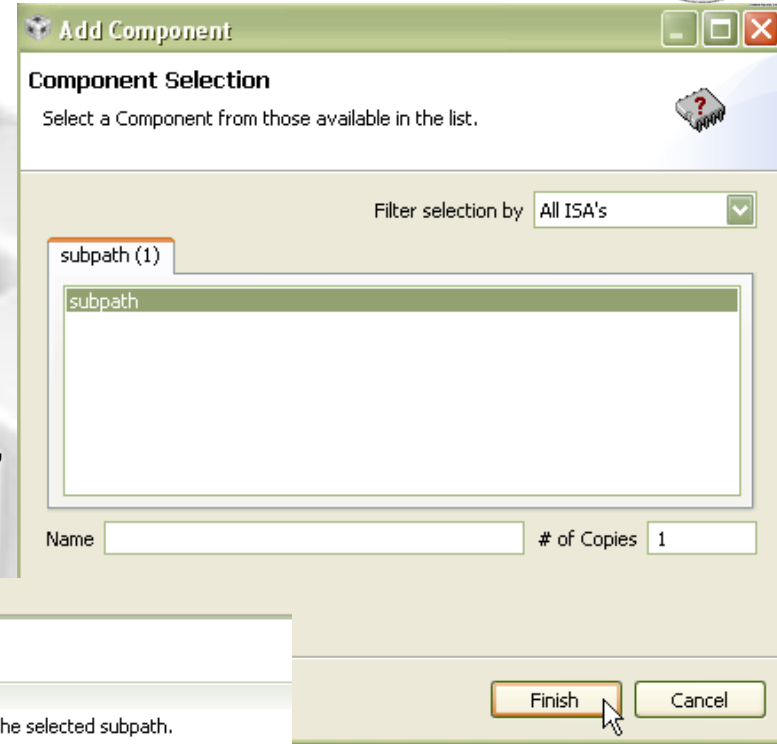 Add Component
Component Selection
Select a Component from those available in the list.
Filter selection by All ISA's
subpath (1)
subpath
Name # of Copies 1
Finish Cancel
he selected subpath.